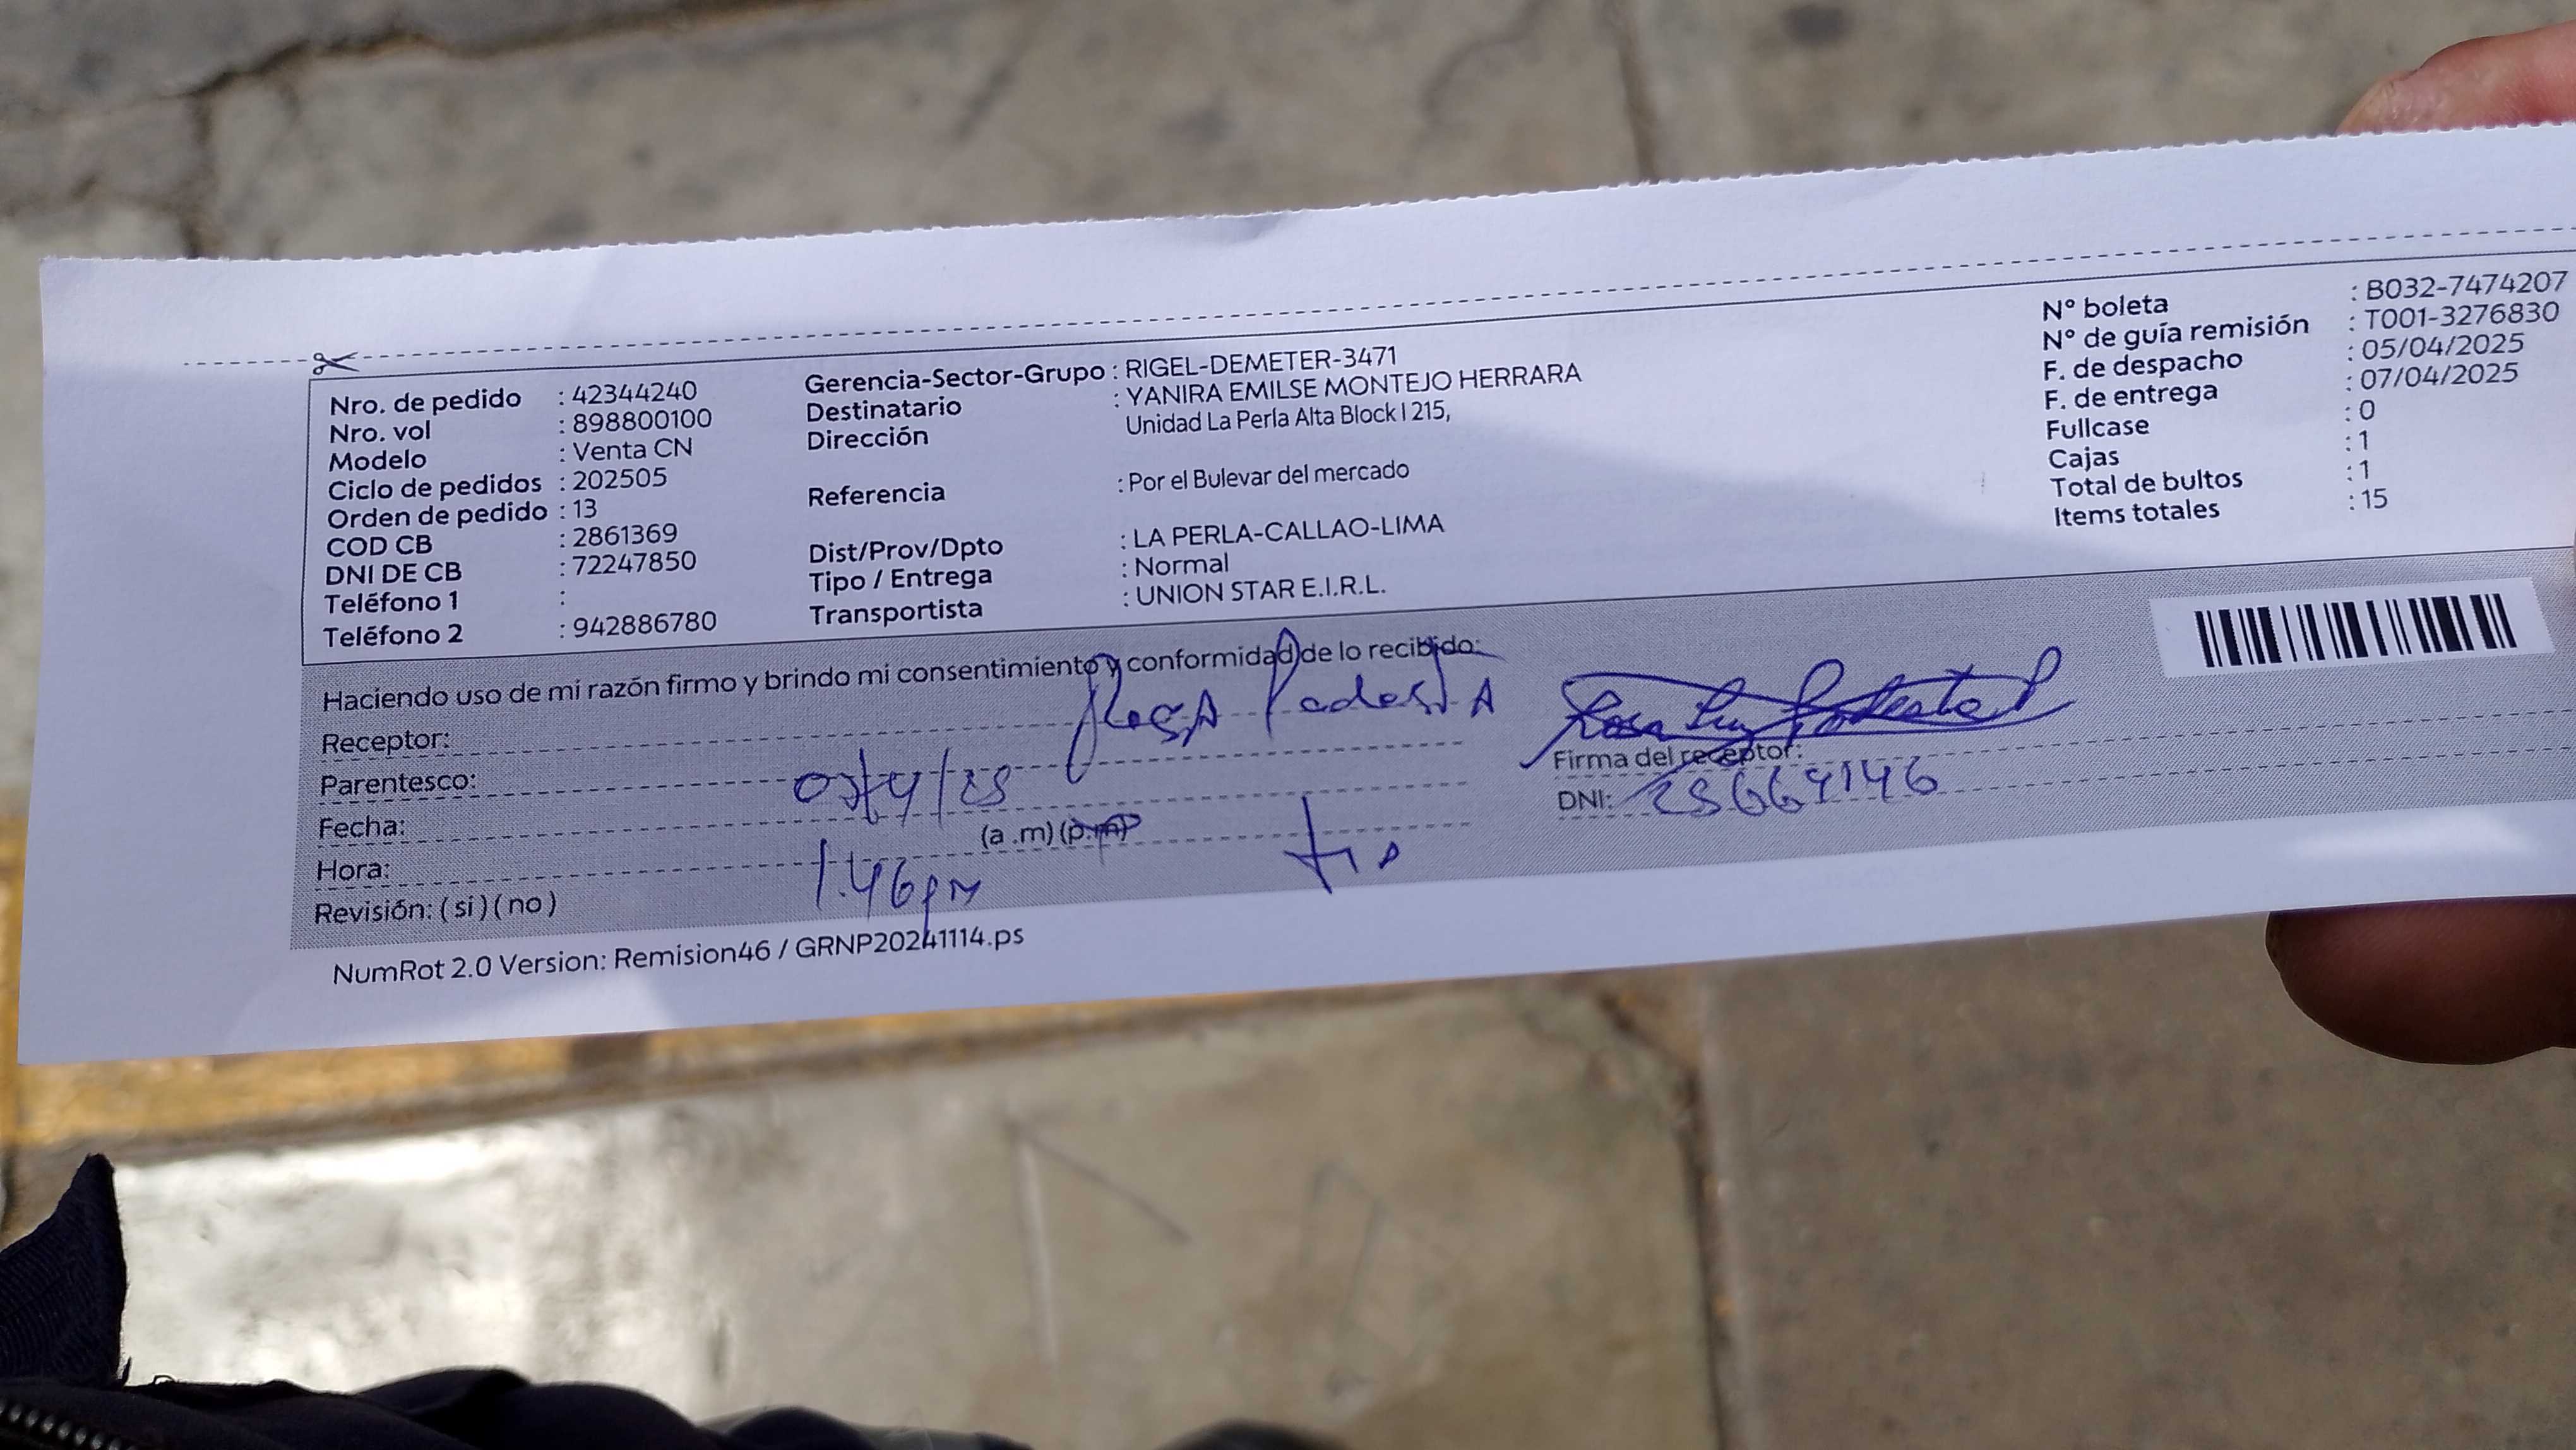 Nro. de pedido : 42344240
Nro. vol : 898800100
Modelo : Venta CN
Ciclo de pedidos : 202505
Orden de pedido : 13
COD CB : 2861369
DNI DE CB : 72247850
Teléfono 1 :
Teléfono 2 : 942886780
Gerencia-Sector-Grupo : RIGEL-DEMETER-3471
Destinatario : YANIRA EMILSE MONTEJO HERRARA
Dirección Unidad La Perla Alta Block I 215,
Referencia : Por el Bulevar del mercado
Dist/Prov/Dpto : LA PERLA-CALLAO-LIMA
Tipo / Entrega : Normal
Transportista : UNION STAR E.I.R.L.
N° boleta : B032-7474207
N° de guía remisión : T001-3276830
F. de despacho : 05/04/2025
F. de entrega : 07/04/2025
Fullcase : 0
Cajas : 1
Total de bultos : 1
Items totales : 15
Haciendo uso de mi razón firmo y brindo mi consentimiento y conformidad de lo recibido:
Receptor: Rosa Podesta
Parentesco:
Fecha: 07/4/25
Hora: (a .m) (p.m)
1.46 pm
Revisión: ( si ) ( no )
Firma del receptor:
DNI: 25664146
NumRot 2.0 Version: Remision46 / GRNP20241114.ps